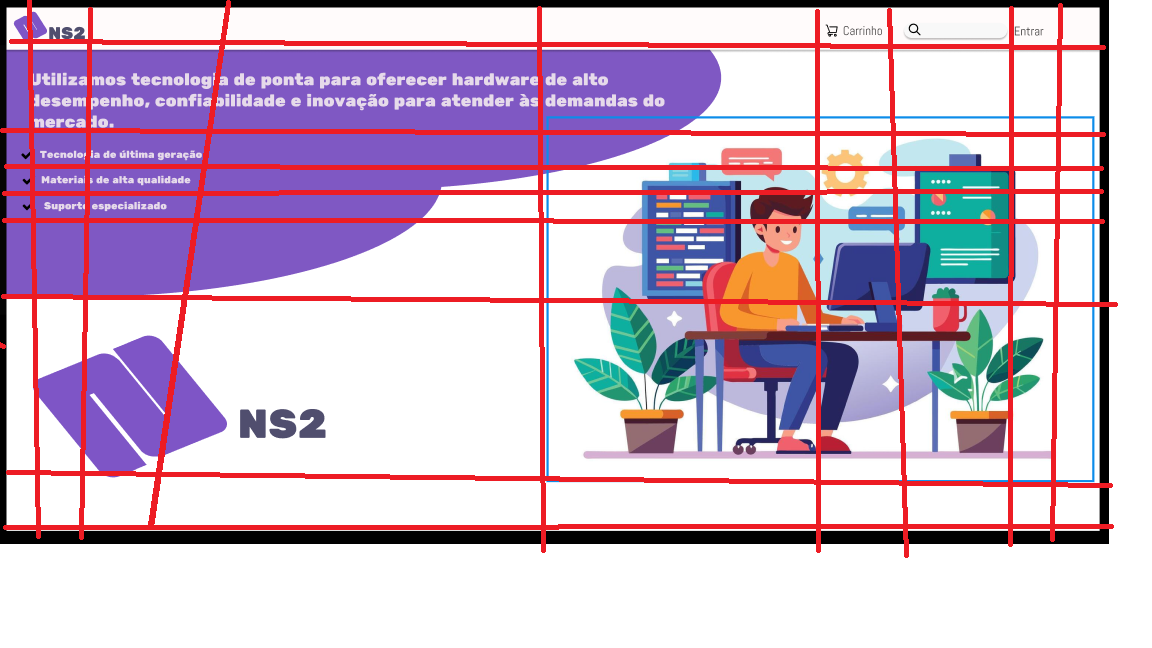 NS2
Carrinho
Entrar
Utilizamos tecnologia de ponta para oferecer hardware de alto
desempenho, confiabilidade e inovação para atender às demandas do
mercado.
Tecnologia de última geração
Materiais de alta qualidade
Suporte especializado
NS2